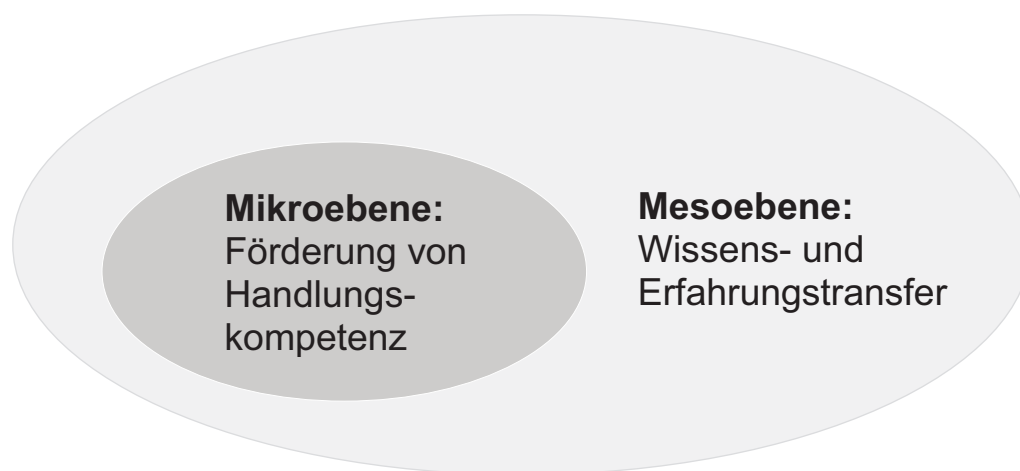 Mikroebene:
Förderung von
Handlungs-
kompetenz
Mesoebene:
Wissens- und
Erfahrungstransfer